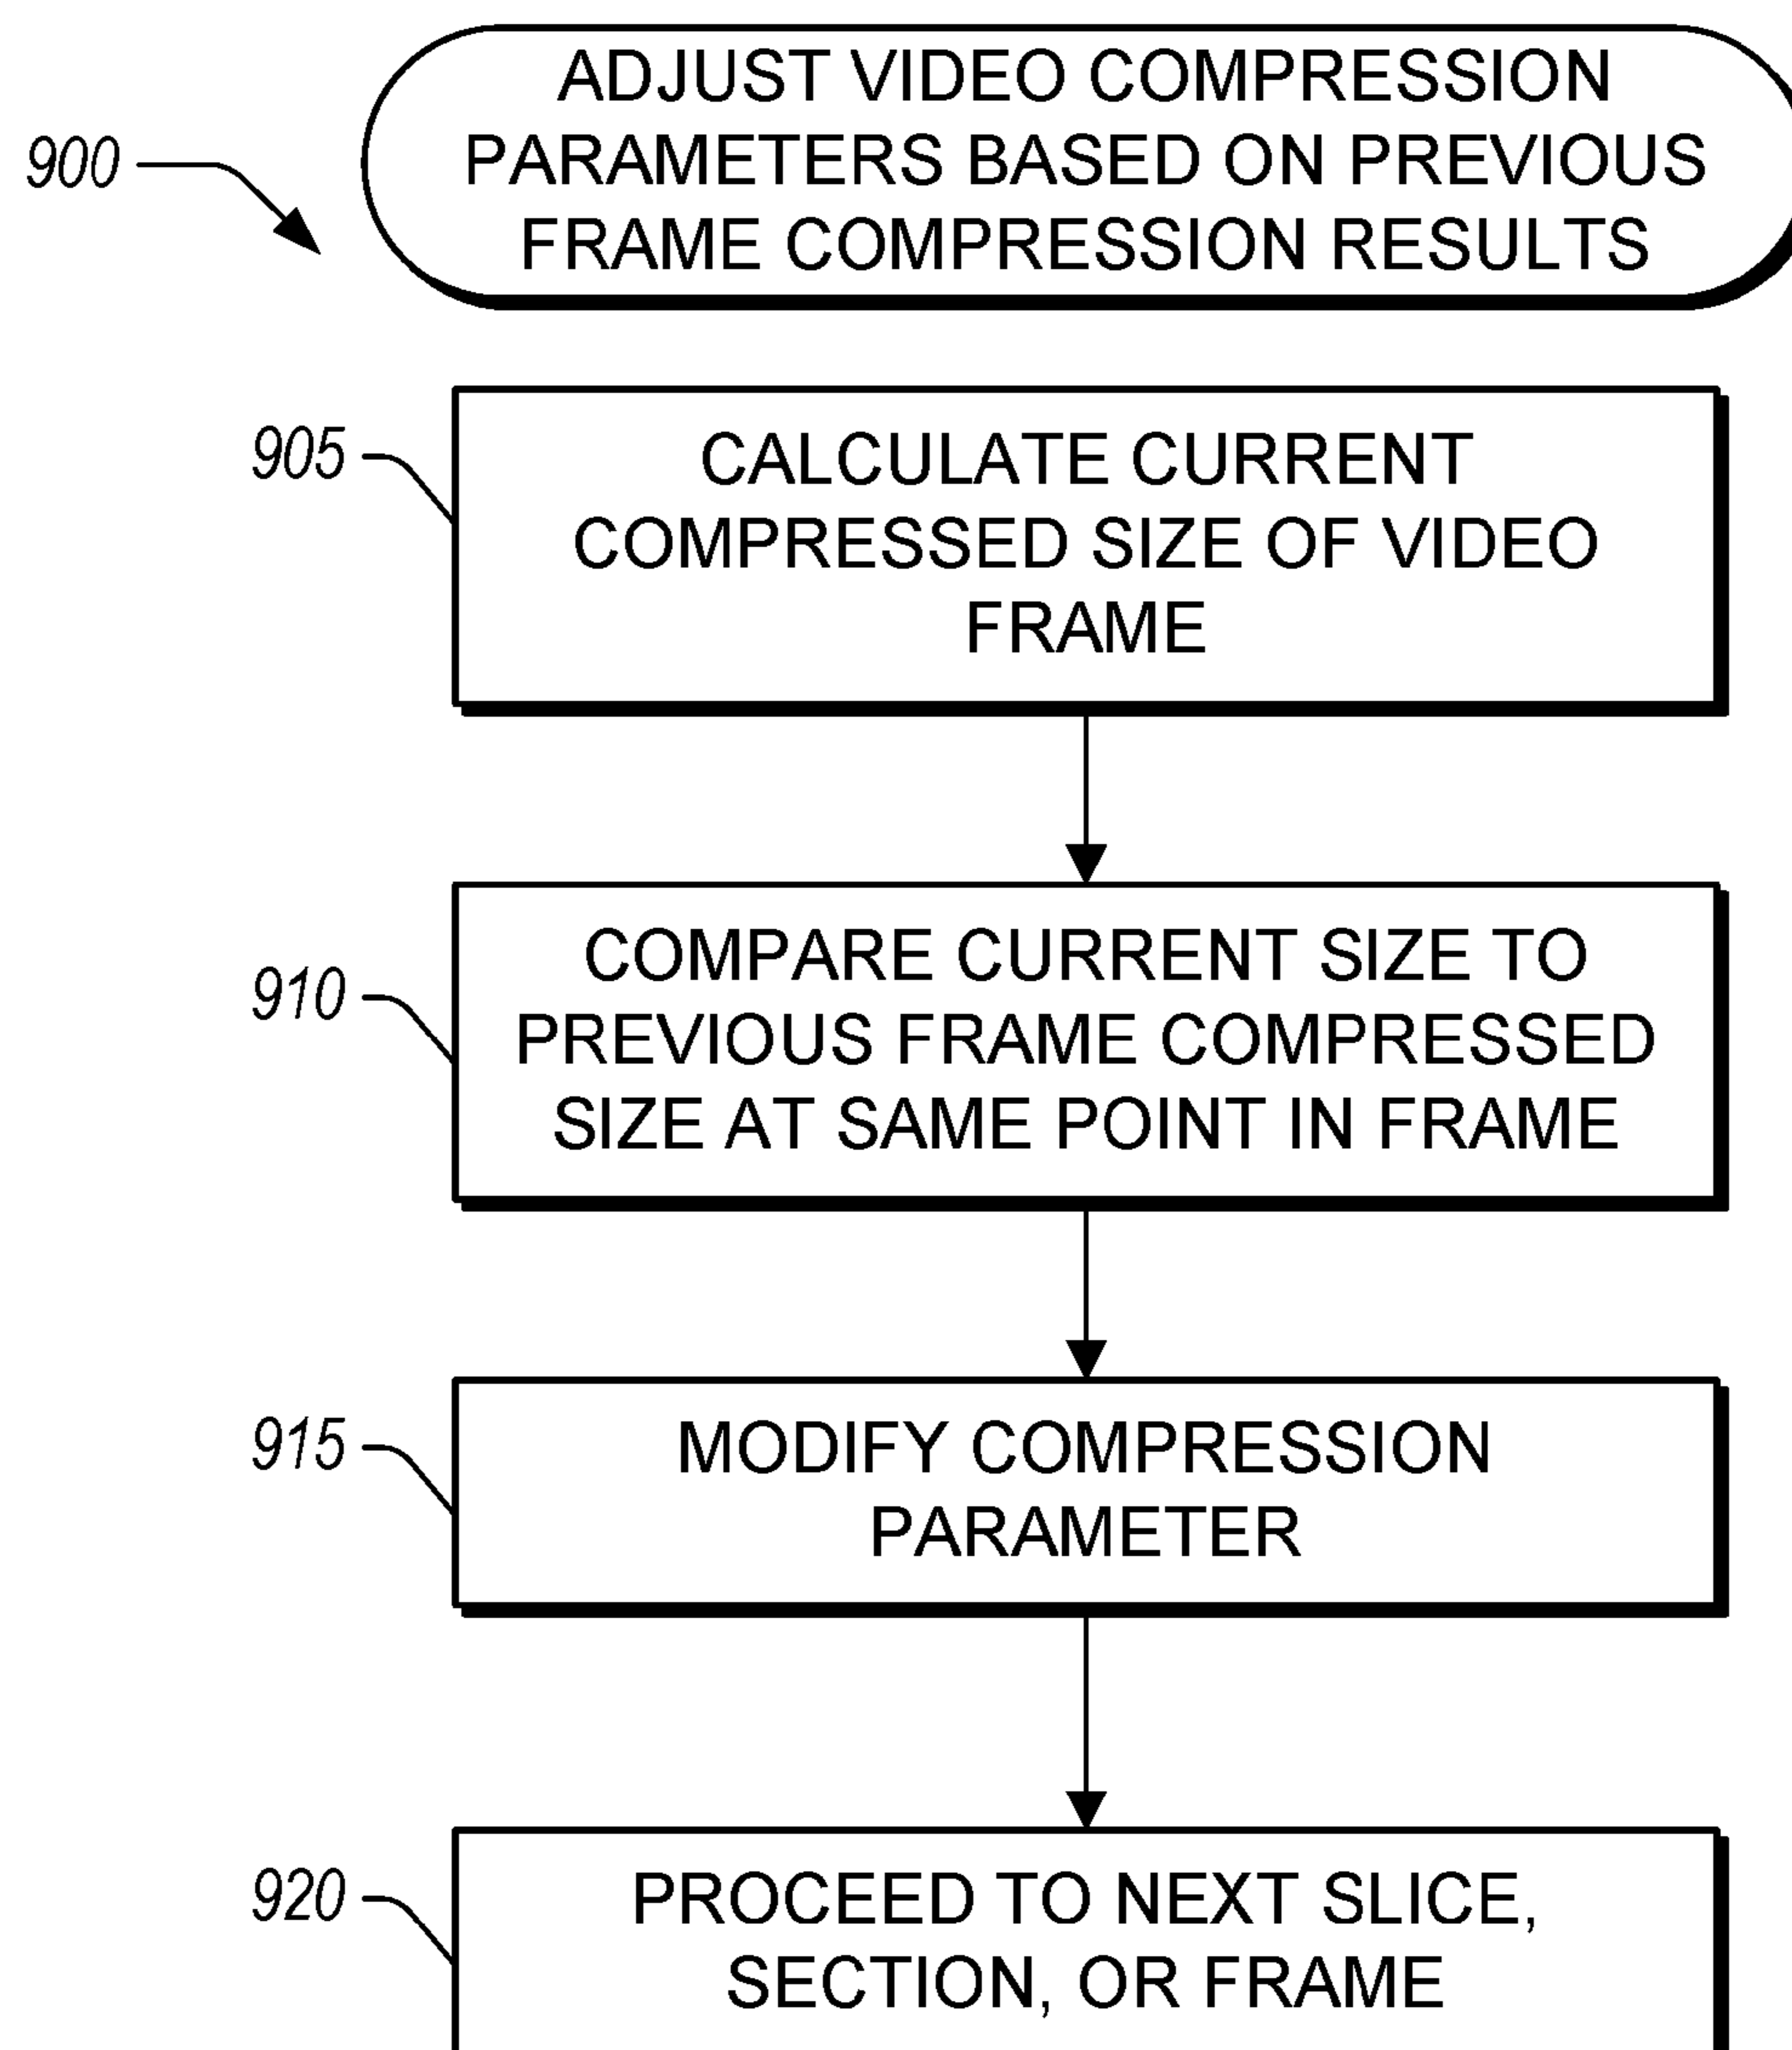 900
ADJUST VIDEO COMPRESSION
PARAMETERS BASED ON PREVIOUS
FRAME COMPRESSION RESULTS
905
CALCULATE CURRENT
COMPRESSED SIZE OF VIDEO
FRAME
910
COMPARE CURRENT SIZE TO
PREVIOUS FRAME COMPRESSED
SIZE AT SAME POINT IN FRAME
915
MODIFY COMPRESSION
PARAMETER
920
PROCEED TO NEXT SLICE,
SECTION, OR FRAME